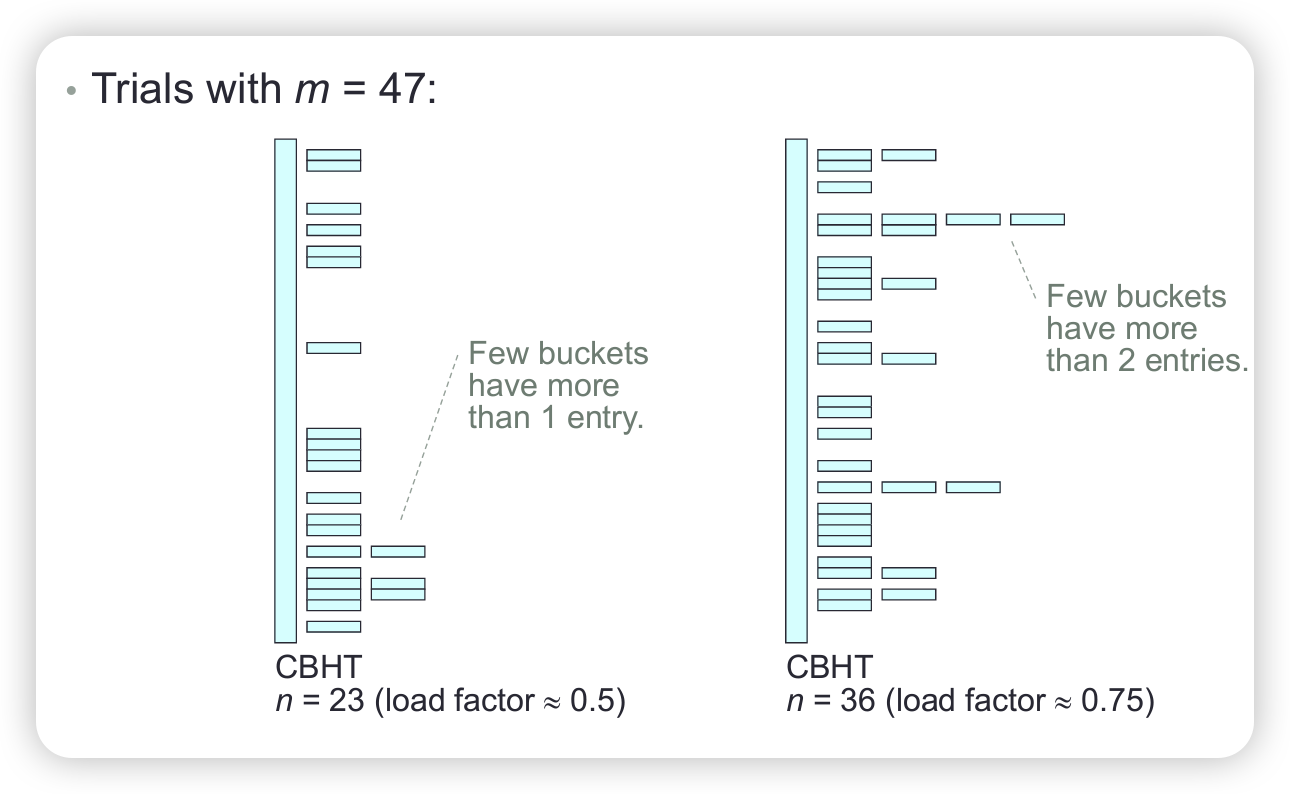 • Trials with m = 47:
Few buckets
have more
than 1 entry.
Few buckets
have more
than 2 entries.
CBHT
n = 23 (load factor ≈ 0.5)
CBHT
n = 36 (load factor ≈ 0.75)